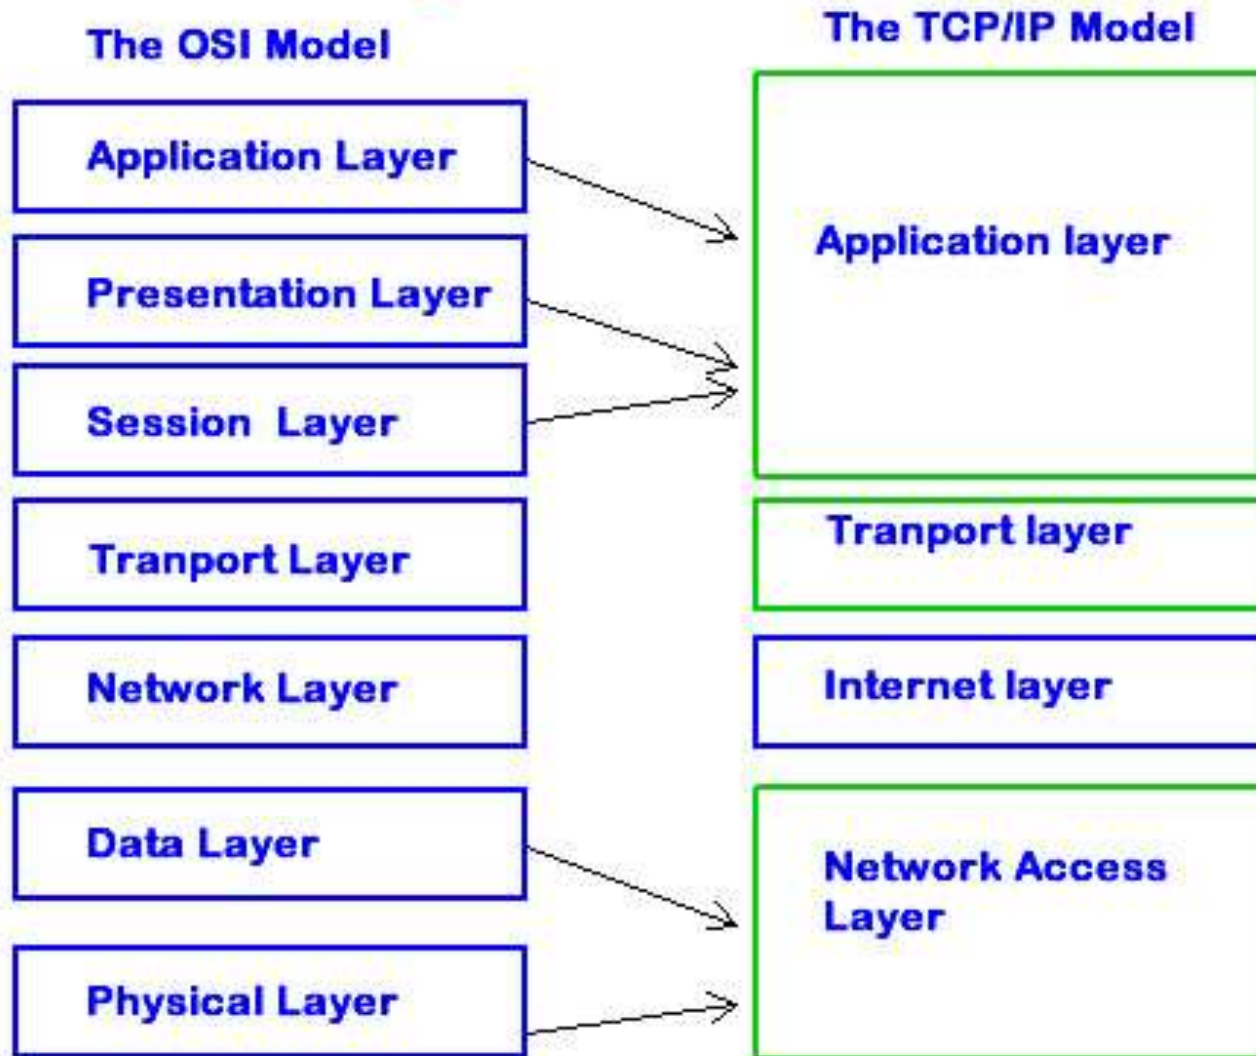 The OSI Model
Application Layer
Presentation Layer
Session Layer
Tranport Layer
Network Layer
Data Layer
Physical Layer
The TCP/IP Model
Application layer
Tranport layer
Internet layer
Network Access
Layer